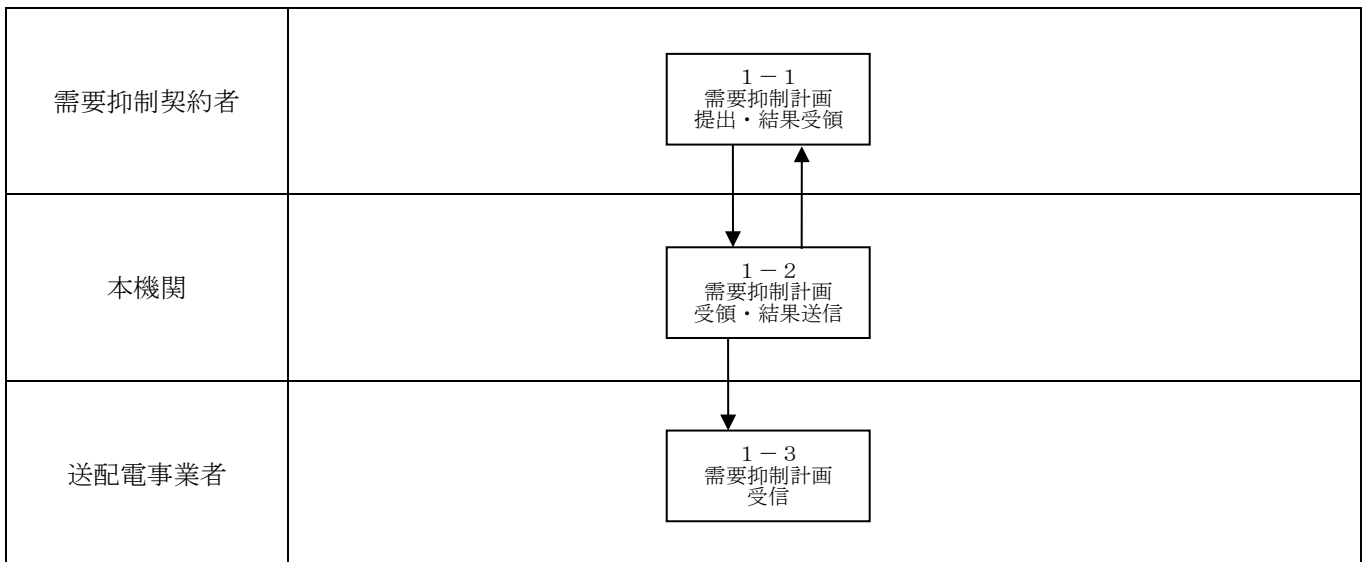 需要抑制契約者
１－１
需要抑制計画
提出・結果受領
本機関
１－２
需要抑制計画
受領・結果送信
送配電事業者
１－３
需要抑制計画
受信